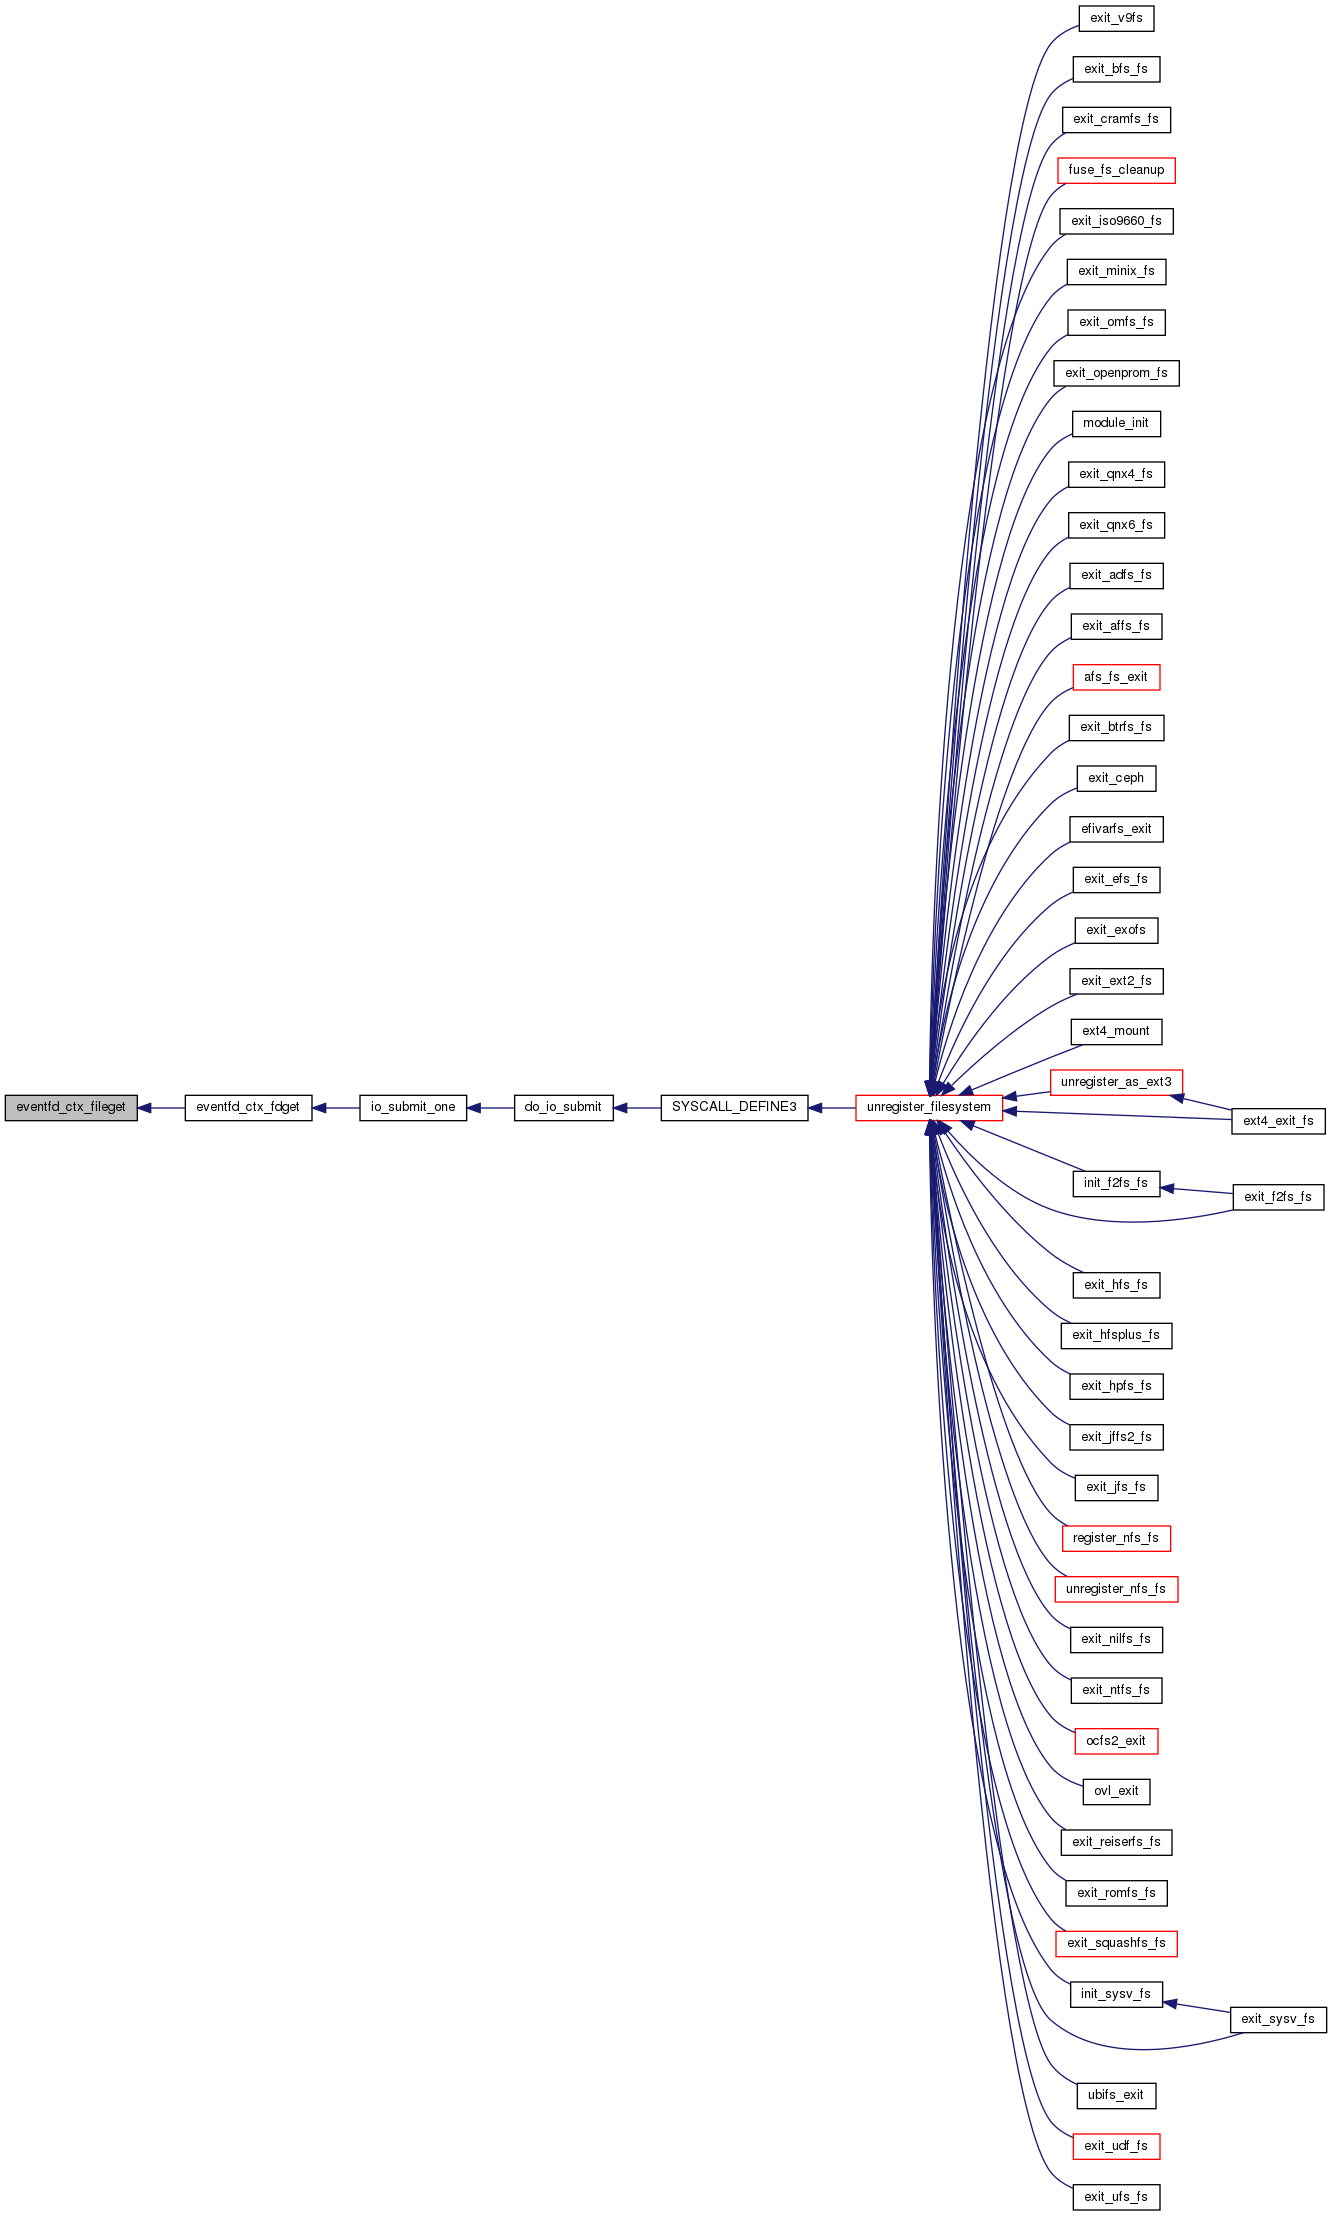 exit_v9fs
exit_bfs_fs
exit_cramfs_fs
fuse_fs_cleanup
exit_iso9660_fs
exit_minix_fs
exit_omfs_fs
exit_openprom_fs
module_init
exit_qnx4_fs
exit_qnx6_fs
exit_adfs_fs
exit_affs_fs
afs_fs_exit
exit_btrfs_fs
exit_ceph
efivarfs_exit
exit_efs_fs
exit_exofs
exit_ext2_fs
ext4_mount
unregister_as_ext3
eventfd_ctx_fileget
eventfd_ctx_fdget
io_submit_one
do_io_submit
SYSCALL_DEFINE3
unregister_filesystem
ext4_exit_fs
init_f2fs_fs
exit_f2fs_fs
exit_hfs_fs
exit_hfsplus_fs
exit_hpfs_fs
exit_jffs2_fs
exit_jfs_fs
register_nfs_fs
unregister_nfs_fs
exit_nilfs_fs
exit_ntfs_fs
ocfs2_exit
ovl_exit
exit_reiserfs_fs
exit_romfs_fs
exit_squashfs_fs
init_sysv_fs
exit_sysv_fs
ubifs_exit
exit_udf_fs
exit_ufs_fs